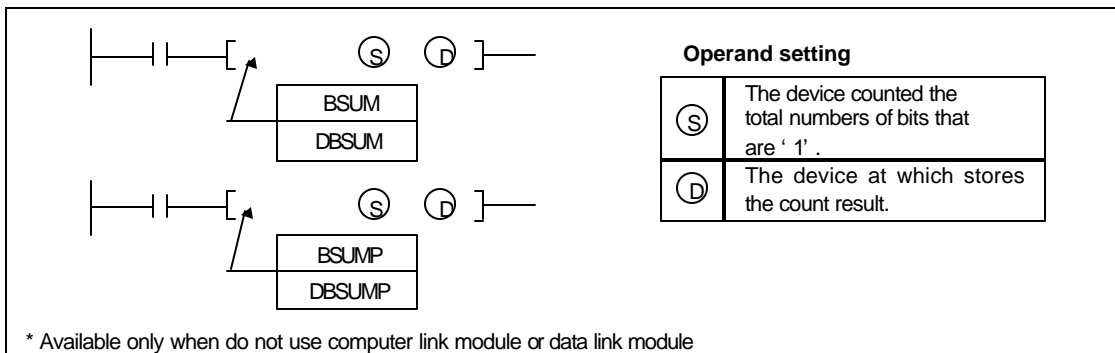 S D
BSUM
DBSUM
S D
BSUMP
DBSUMP
Operand setting
S
The device counted the
total numbers of bits that
are ‘ 1’ .
D
The device at which stores
the count result.
* Available only when do not use computer link module or data link module